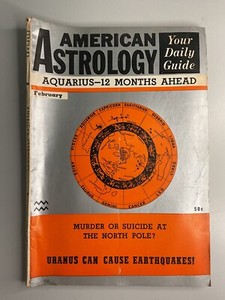 AMERICAN
ASTROLOGY
Your
Daily
Guide
AQUARIUS—12 MONTHS AHEAD
February
50¢
MURDER OR SUICIDE AT
THE NORTH POLE?
URANUS CAN CAUSE EARTHQUAKES!